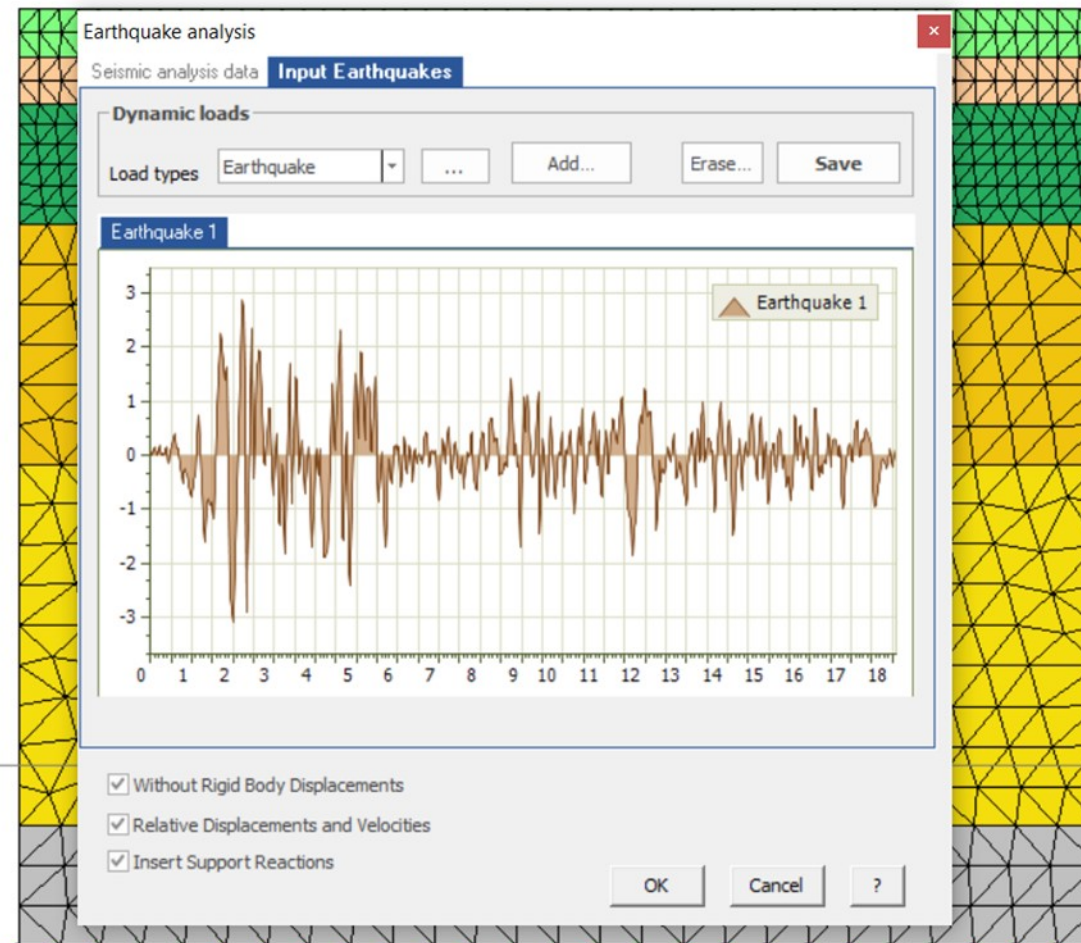 Earthquake analysis
Seismic analysis data Input Earthquakes
Dynamic loads
Load types Earthquake ... Add... Erase... Save
Earthquake 1
Earthquake 1
3
2
1
0
-1
-2
-3
0 1 2 3 4 5 6 7 8 9 10 11 12 13 14 15 16 17 18
Without Rigid Body Displacements
Relative Displacements and Velocities
Insert Support Reactions
OK Cancel ?